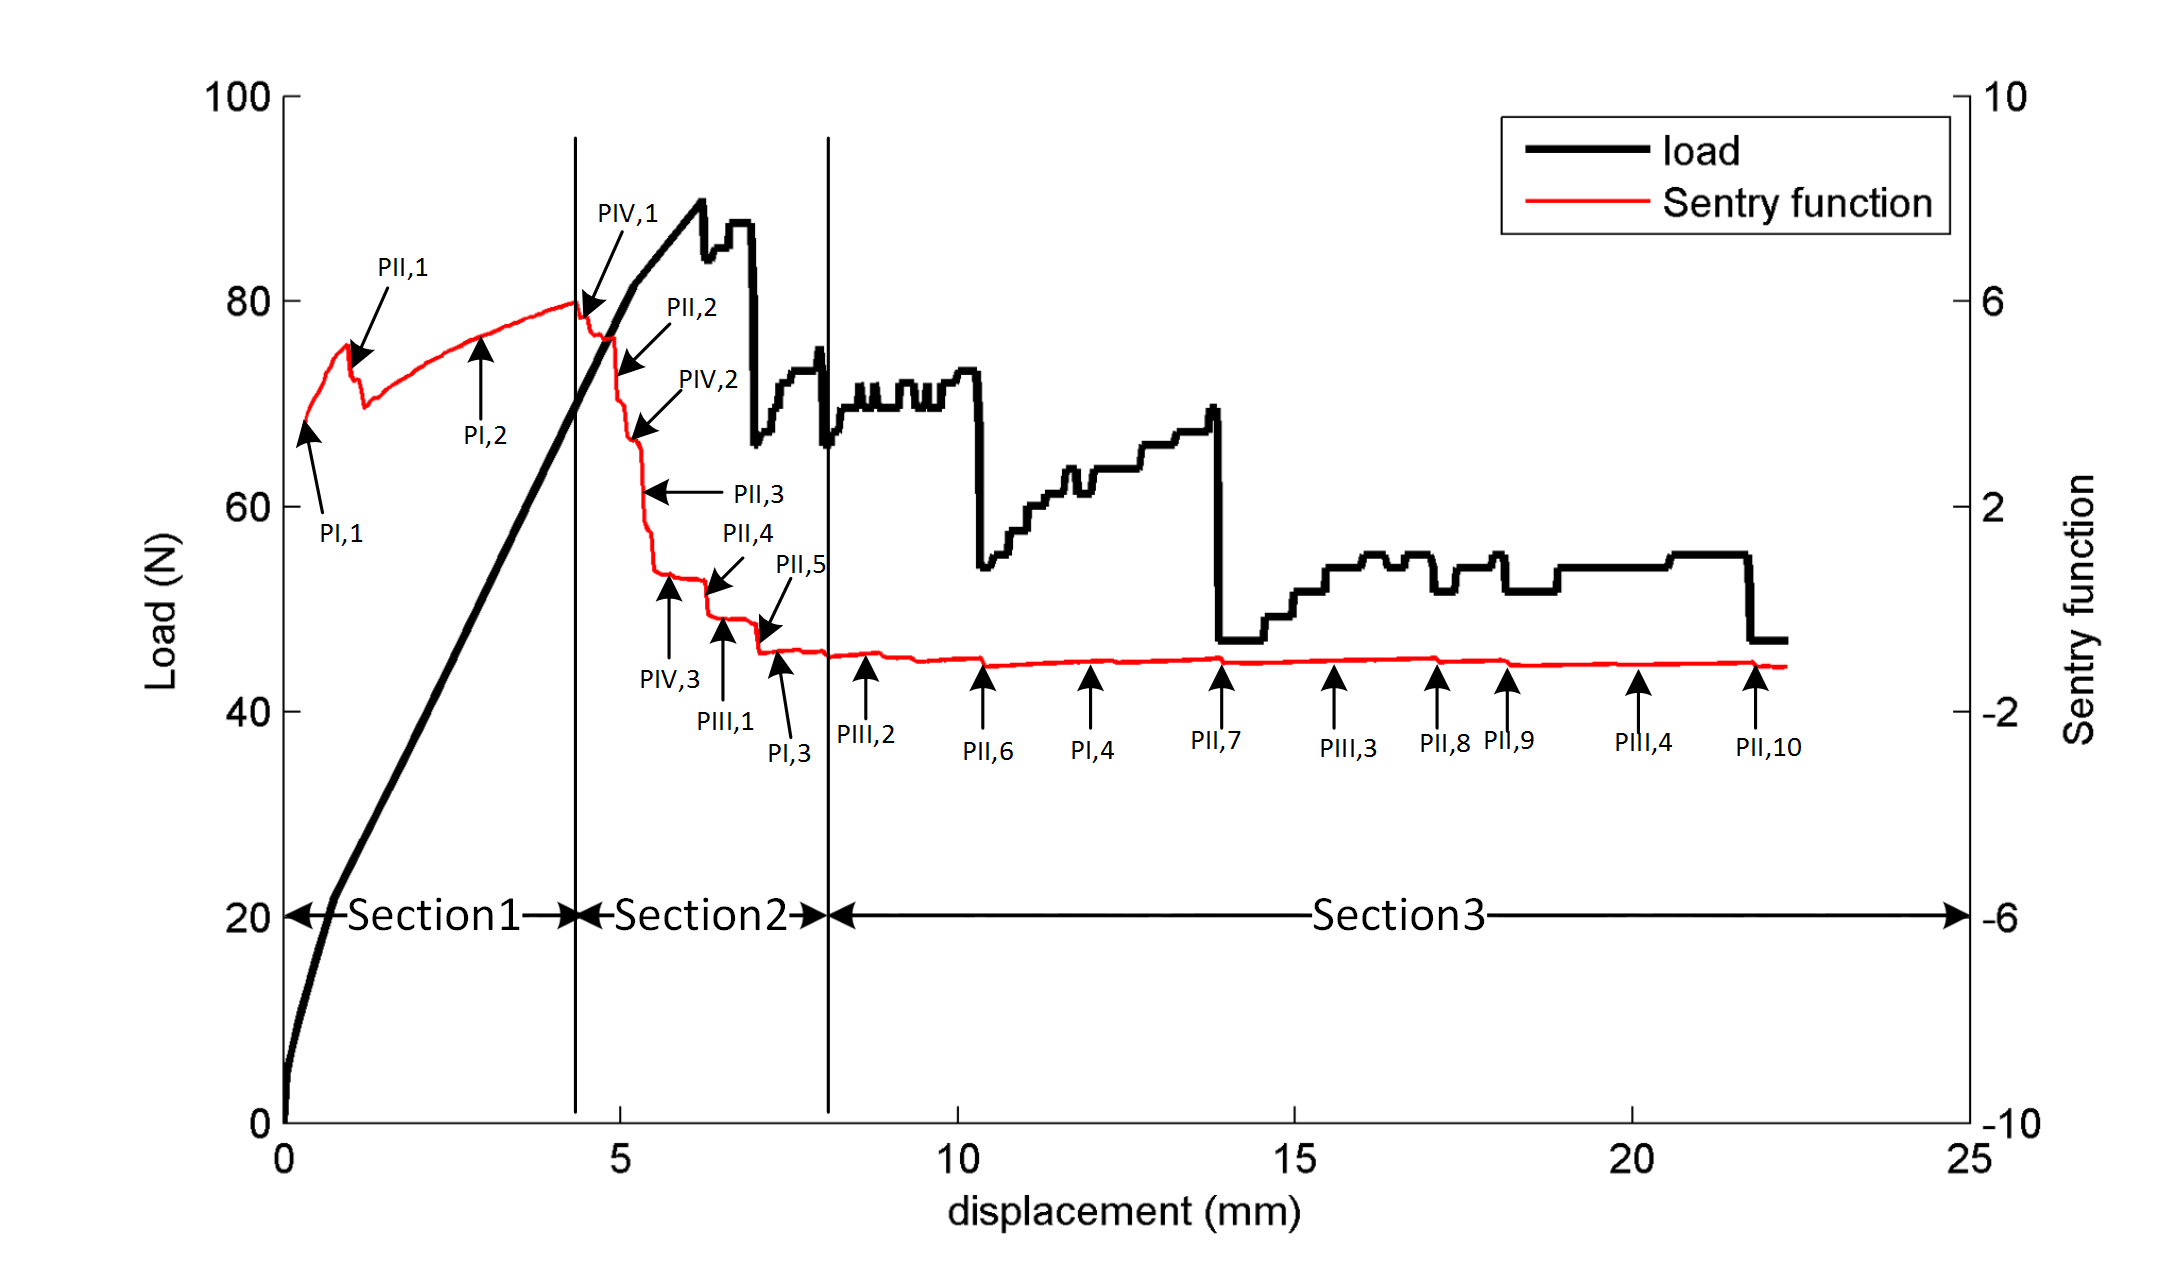 100
80
60
40
20
0
Load (N)
0
5
10
15
20
25
displacement (mm)
10
6
2
-2
-6
-10
Sentry function
load
Sentry function
PI,1
PII,1
PI,2
PIV,1
PII,2
PIV,2
PII,3
PII,4
PII,5
PIV,3
PIII,1
PI,3
PIII,2
PII,6
PI,4
PII,7
PIII,3
PII,8
PII,9
PIII,4
PII,10
Section1
Section2
Section3